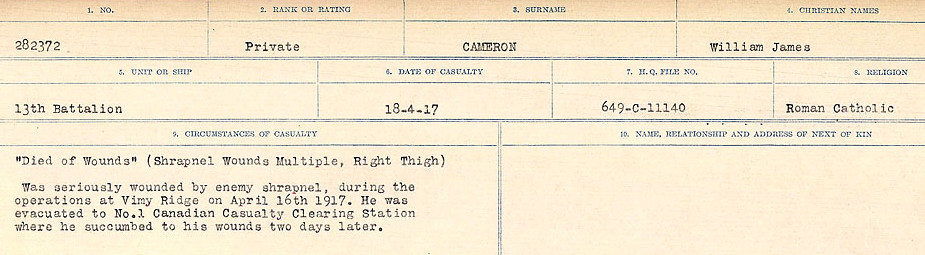 1. NO. 2. RANK OR RATING 3. SURNAME 4. CHRISTIAN NAMES
282372 Private CAMERON William James
5. UNIT OR SHIP 6. DATE OF CASUALTY 7. H. Q. FILE NO. 8. RELIGION
13th Battalion 18-4-17 649-C-11140 Roman Catholic
9. CIRCUMSTANCES OF CASUALTY 10. NAME, RELATIONSHIP AND ADDRESS OF NEXT OF KIN
"Died of Wounds" (Shrapnel Wounds Multiple, Right Thigh)
Was seriously wounded by enemy shrapnel, during the
operations at Vimy Ridge on April 16th 1917. He was
evacuated to No.1 Canadian Casualty Clearing Station
where he succumbed to his wounds two days later.